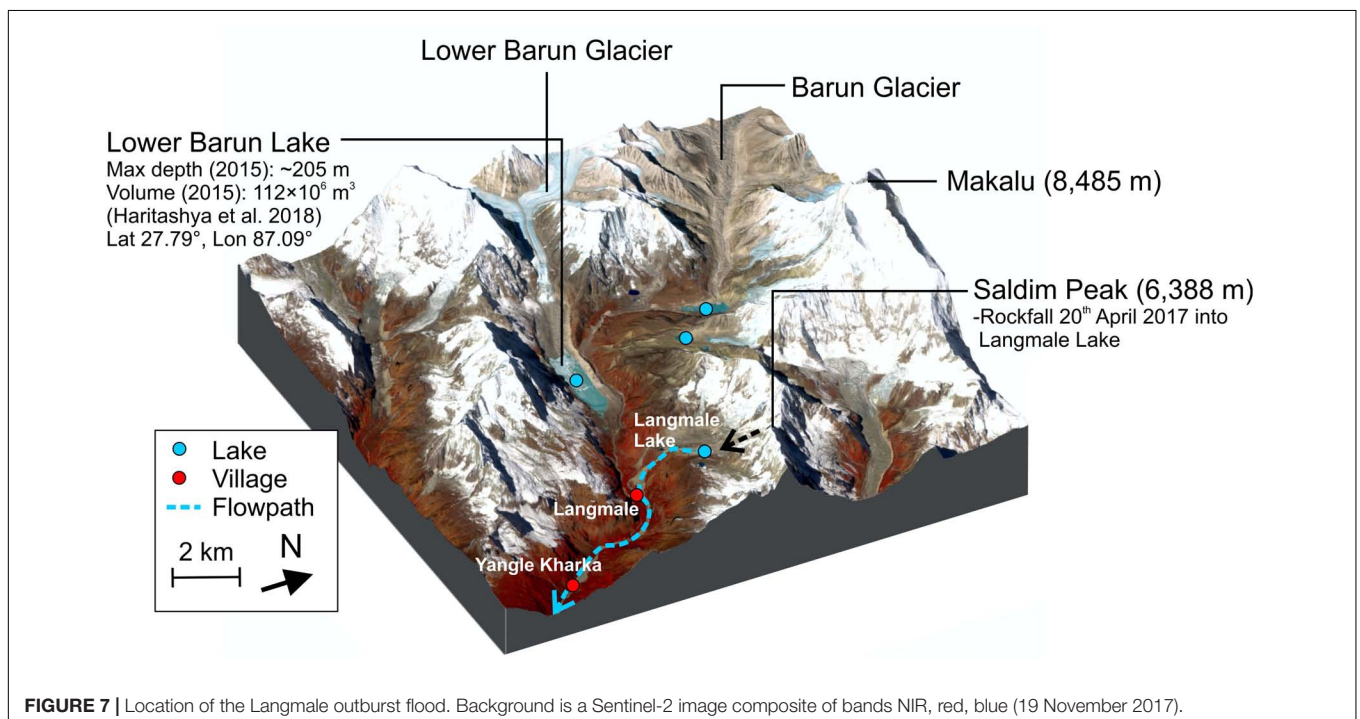 Lower Barun Glacier
Barun Glacier
Lower Barun Lake
Max depth (2015): ~205 m
Volume (2015): 112×10⁶ m³
(Haritashya et al. 2018)
Lat 27.79°, Lon 87.09°
Makalu (8,485 m)
Saldim Peak (6,388 m)
-Rockfall 20th April 2017 into
Langmale Lake
Langmale
Lake
Langmale
Yangle Kharka
Lake
Village
Flowpath
2 km
N
FIGURE 7 | Location of the Langmale outburst flood. Background is a Sentinel-2 image composite of bands NIR, red, blue (19 November 2017).